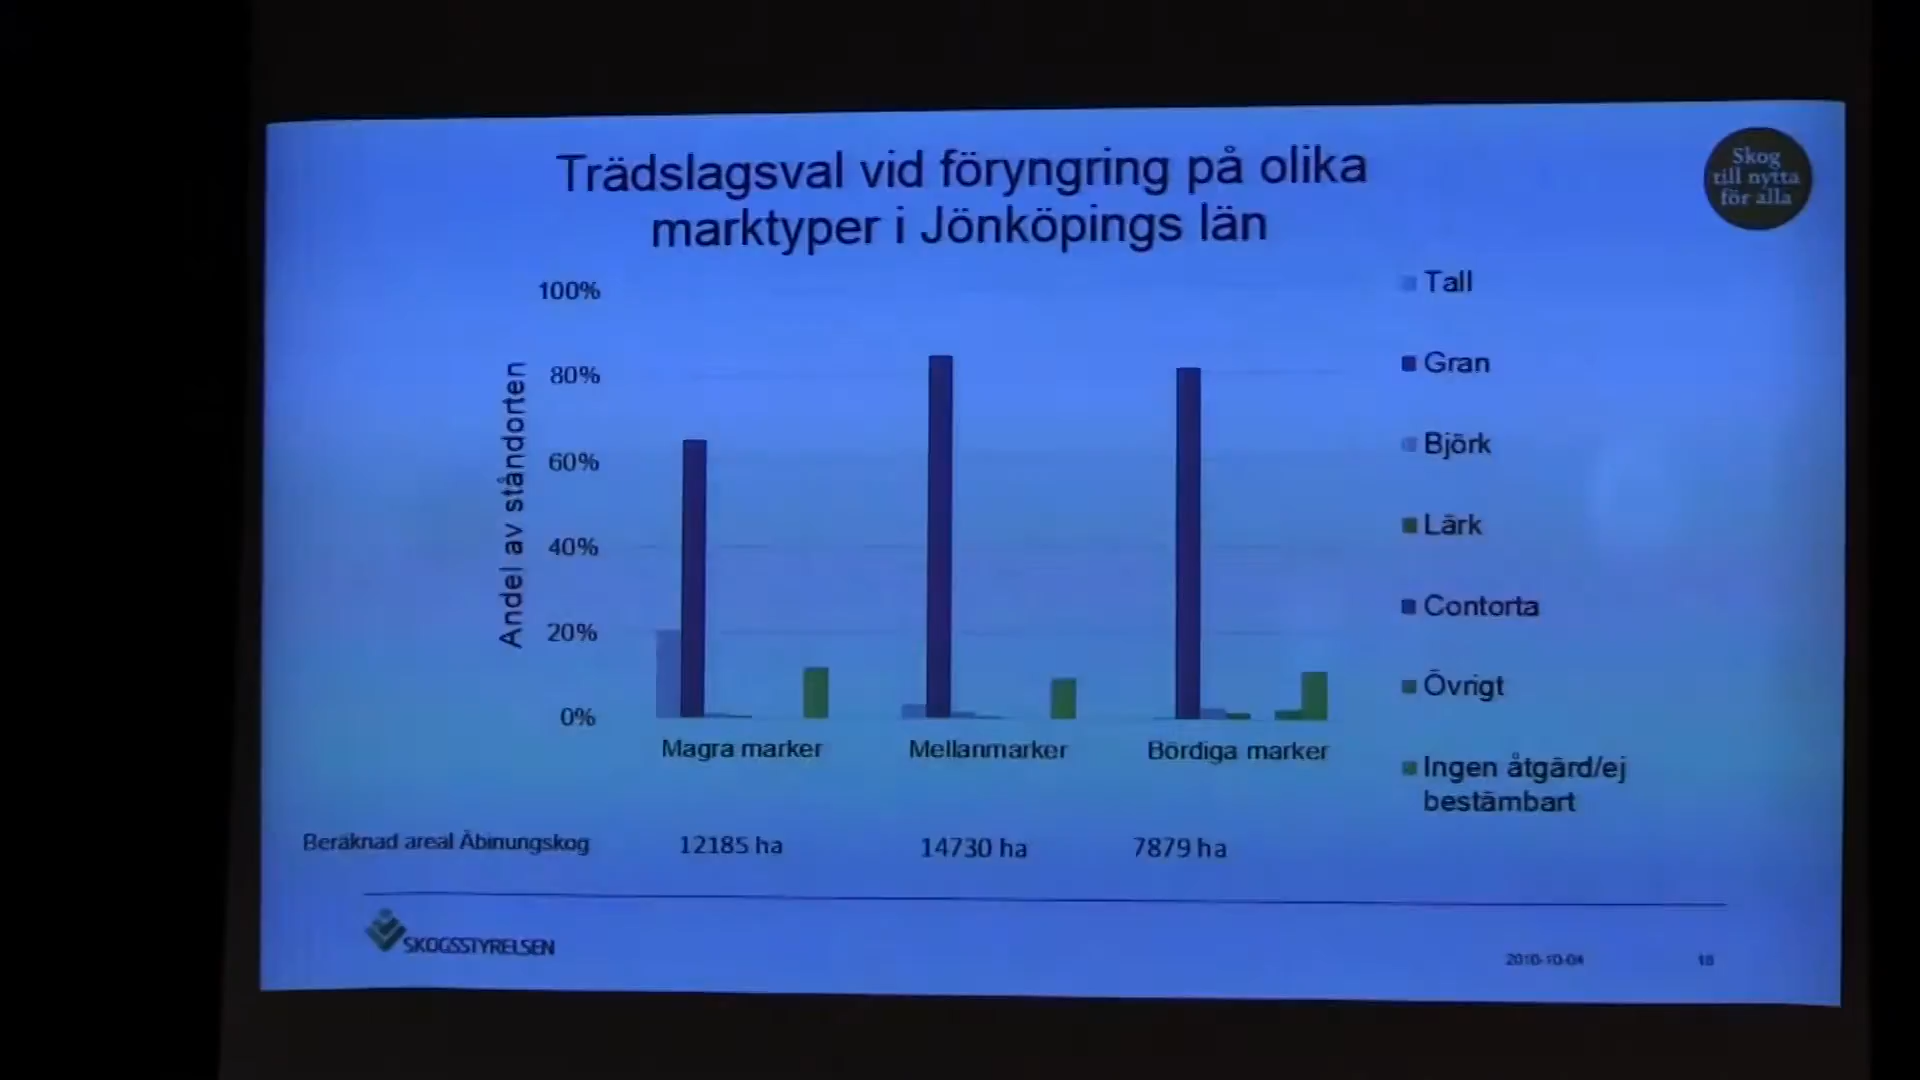 Trädslagsval vid föryngring på olika
marktyper i Jönköpings län
Skog
till nytta
för alla
Andel av ståndorten
100%
80%
60%
40%
20%
0%
Magra marker
Mellanmarker
Bördiga marker
Tall
Gran
Björk
Lärk
Contorta
Övrigt
Ingen åtgärd/ej
bestämbart
Beräknad areal Äbinungskog
12185 ha
14730 ha
7879 ha
SKOGSSTYRELSEN
2010-10-04